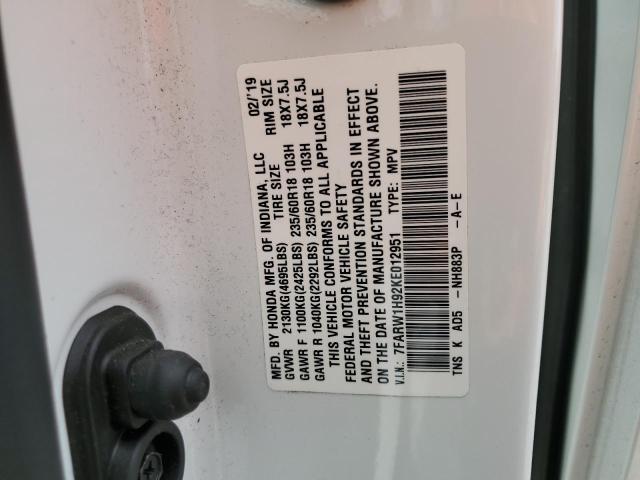 MFD. BY HONDA MFG. OF INDIANA, LLC 02/'19
GVWR 2130KG(4695LBS) TIRE SIZE RIM SIZE
GAWR F 1100KG(2425LBS) 235/60R18 103H 18X7.5J
GAWR R 1040KG(2292LBS) 235/60R18 103H 18X7.5J
THIS VEHICLE CONFORMS TO ALL APPLICABLE
FEDERAL MOTOR VEHICLE SAFETY
AND THEFT PREVENTION STANDARDS IN EFFECT
ON THE DATE OF MANUFACTURE SHOWN ABOVE.
V.I.N.: 7FARW1H92KE012951 TYPE: MPV
TNS K AD5 -NH883P -A-E